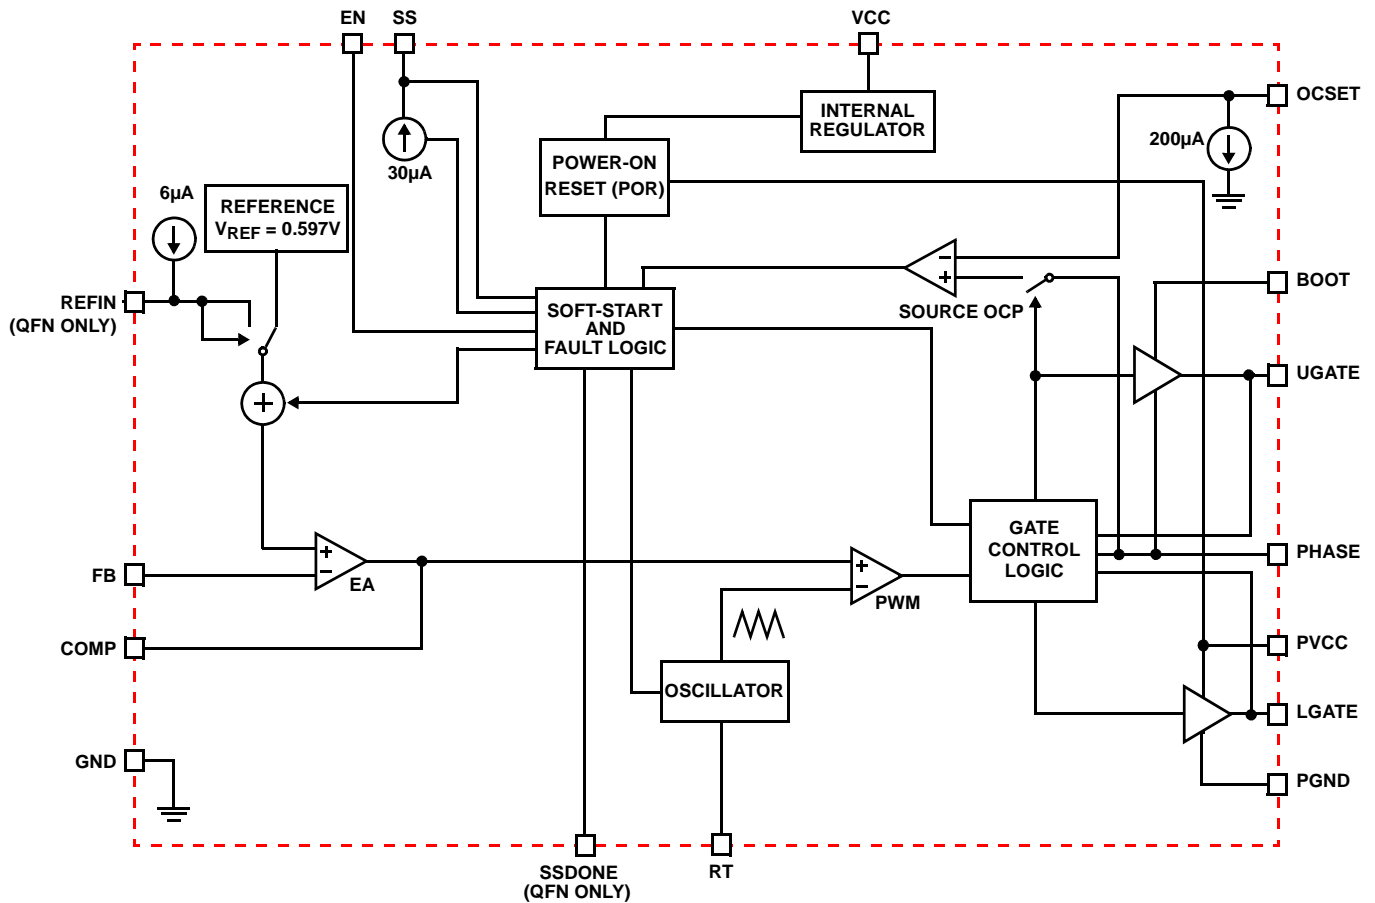 EN
SS
VCC
OCSET
INTERNAL
REGULATOR
200µA
POWER-ON
RESET (POR)
30µA
6µA
REFERENCE
VREF = 0.597V
REFIN
(QFN ONLY)
BOOT
-
+
SOURCE OCP
SOFT-START
AND
FAULT LOGIC
UGATE
+
GATE
CONTROL
LOGIC
PHASE
+
-
EA
FB
+
-
PWM
COMP
PVCC
OSCILLATOR
LGATE
GND
PGND
SSDONE
(QFN ONLY)
RT